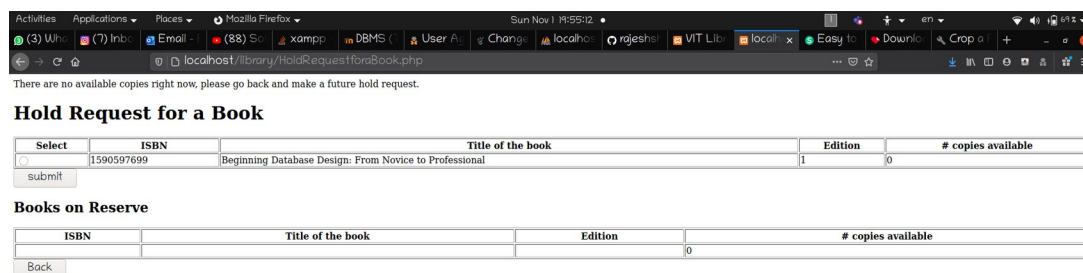 Activities Applications Places Mozilla Firefox Sun Nov 1 19:55:12 en 69%
(3) Wha (7) Inbo Email - (88) So xampp DBMS ( User A Change localhos rajeshs VIT Libr localh x Easy to Downlo Crop a +
localhost/library/HoldRequestforaBook.php
There are no available copies right now, please go back and make a future hold request.
Hold Request for a Book
Select ISBN Title of the book Edition # copies available
1590597699 Beginning Database Design: From Novice to Professional 1 0
submit
Books on Reserve
ISBN Title of the book Edition # copies available
0
Back